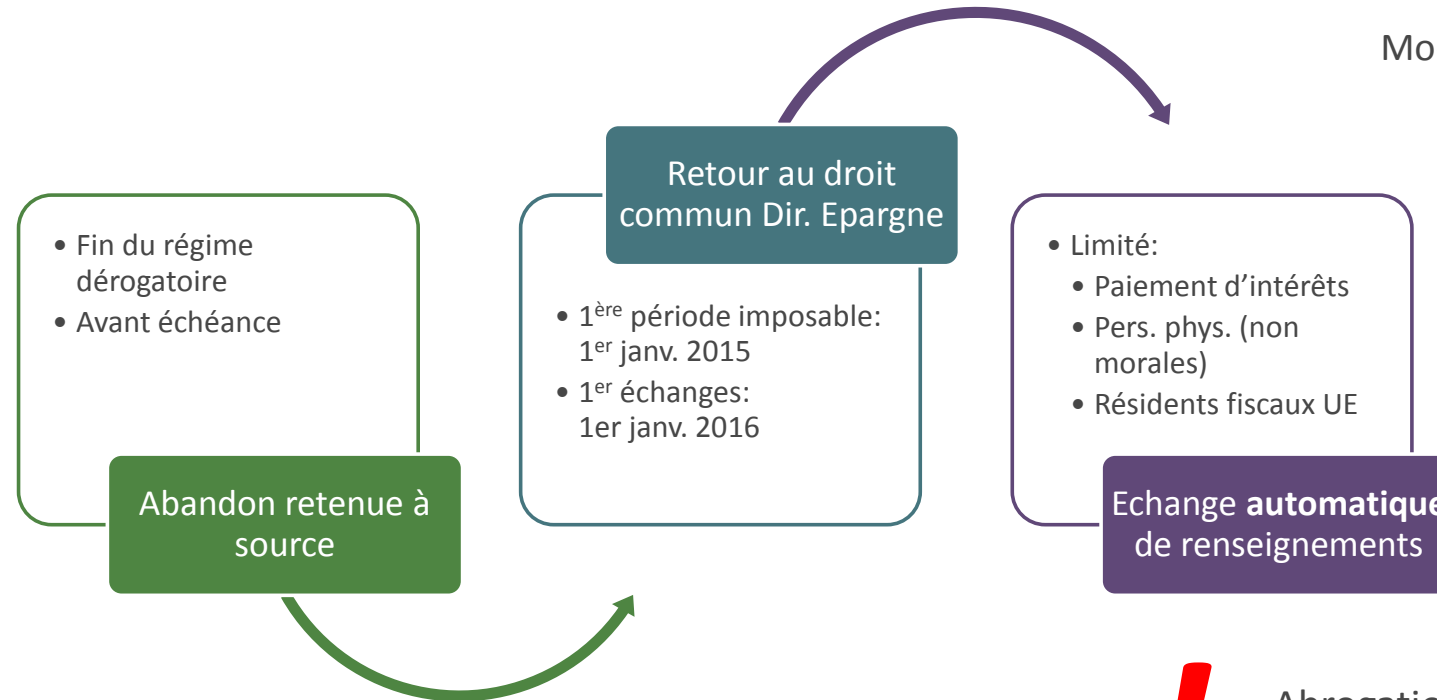 Mo
• Fin du régime
dérogatoire
• Avant échéance
Abandon retenue à
source
Retour au droit
commun Dir. Epargne
• 1ère période imposable:
1er janv. 2015
• 1er échanges:
1er janv. 2016
• Limité:
• Paiement d’intérêts
• Pers. phys. (non
morales)
• Résidents fiscaux UE
Echange automatique
de renseignements
Abrogatio